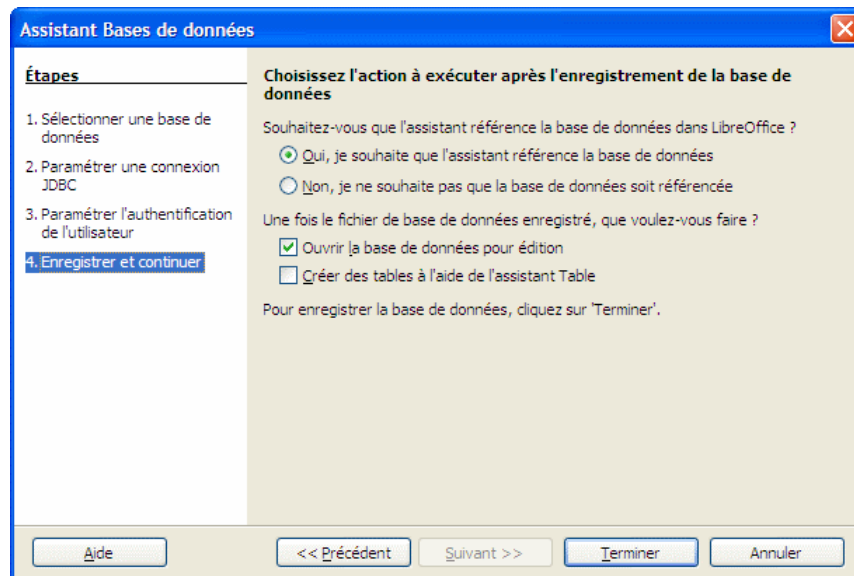 Assistant Bases de données
Étapes
1. Sélectionner une base de
données
2. Paramétrer une connexion
JDBC
3. Paramétrer l'authentification
de l'utilisateur
4. Enregistrer et continuer
Choisissez l'action à exécuter après l'enregistrement de la base de
données
Souhaitez-vous que l'assistant référence la base de données dans LibreOffice ?
Oui, je souhaite que l'assistant référence la base de données
Non, je ne souhaite pas que la base de données soit référencée
Une fois le fichier de base de données enregistré, que voulez-vous faire ?
Ouvrir la base de données pour édition
Créer des tables à l'aide de l'assistant Table
Pour enregistrer la base de données, cliquez sur 'Terminer'.
Aide
<< Précédent
Suivant >>
Terminer
Annuler